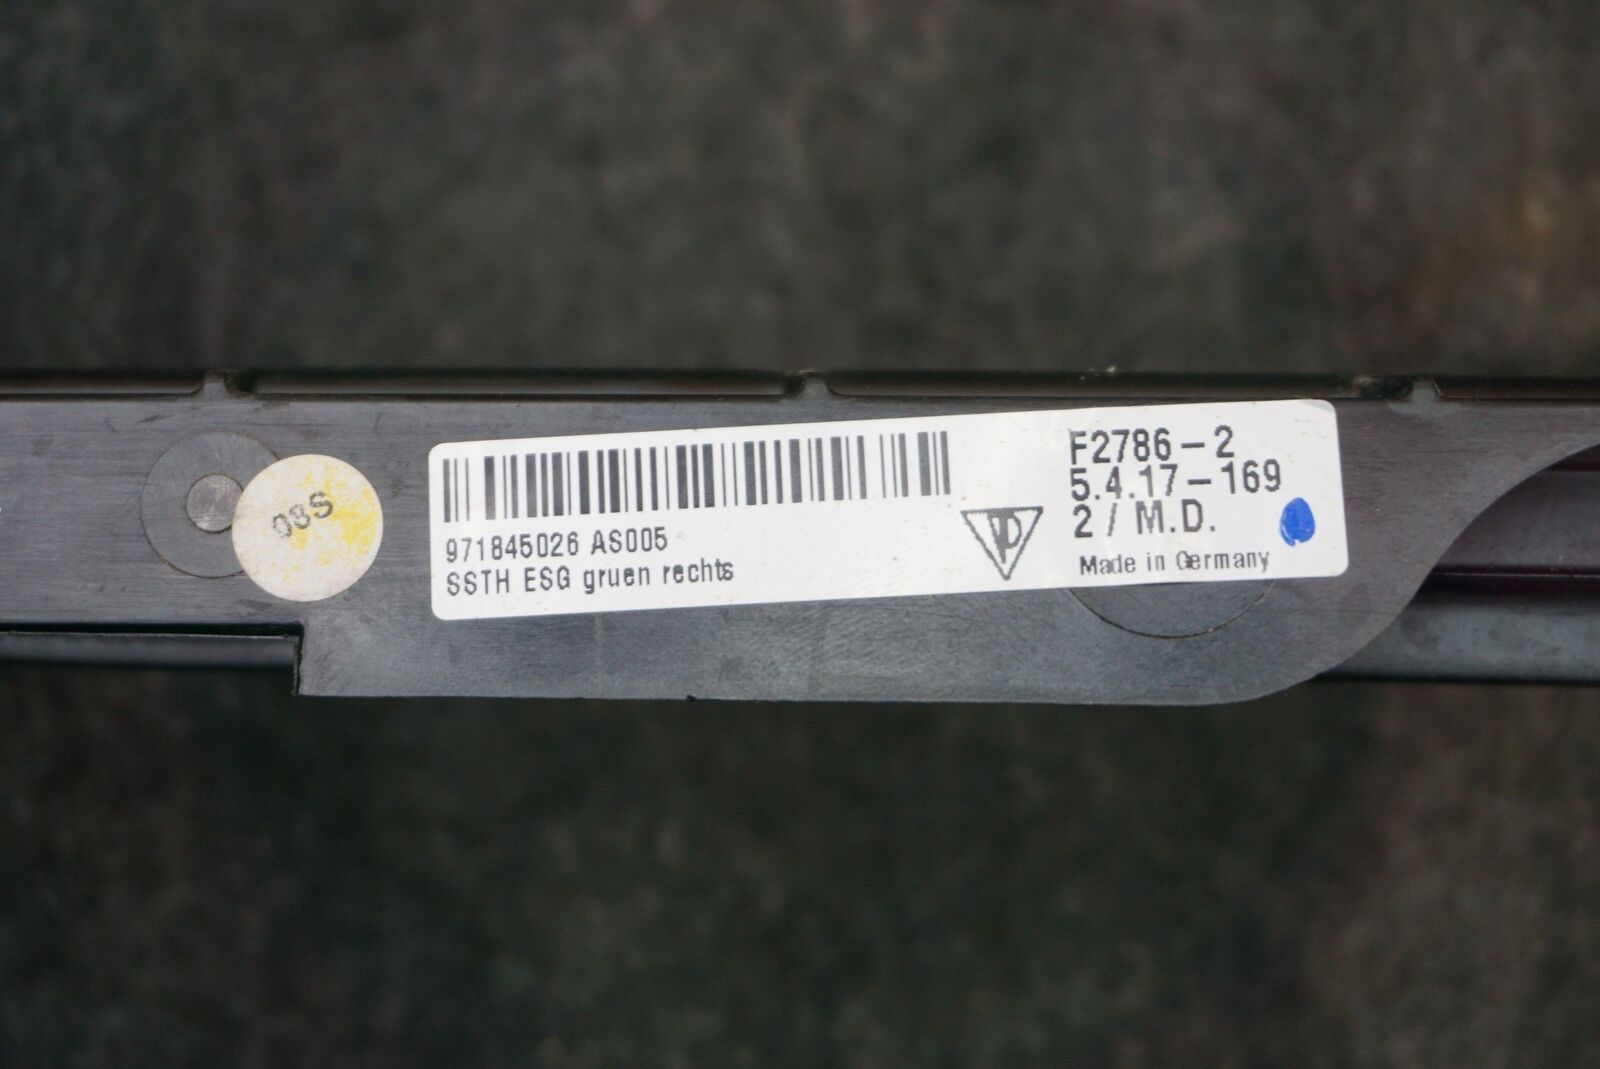 08S
971845026 AS005
SSTH ESG gruen rechts
F2786-2
5.4.17-169
2 / M.D.
Made in Germany